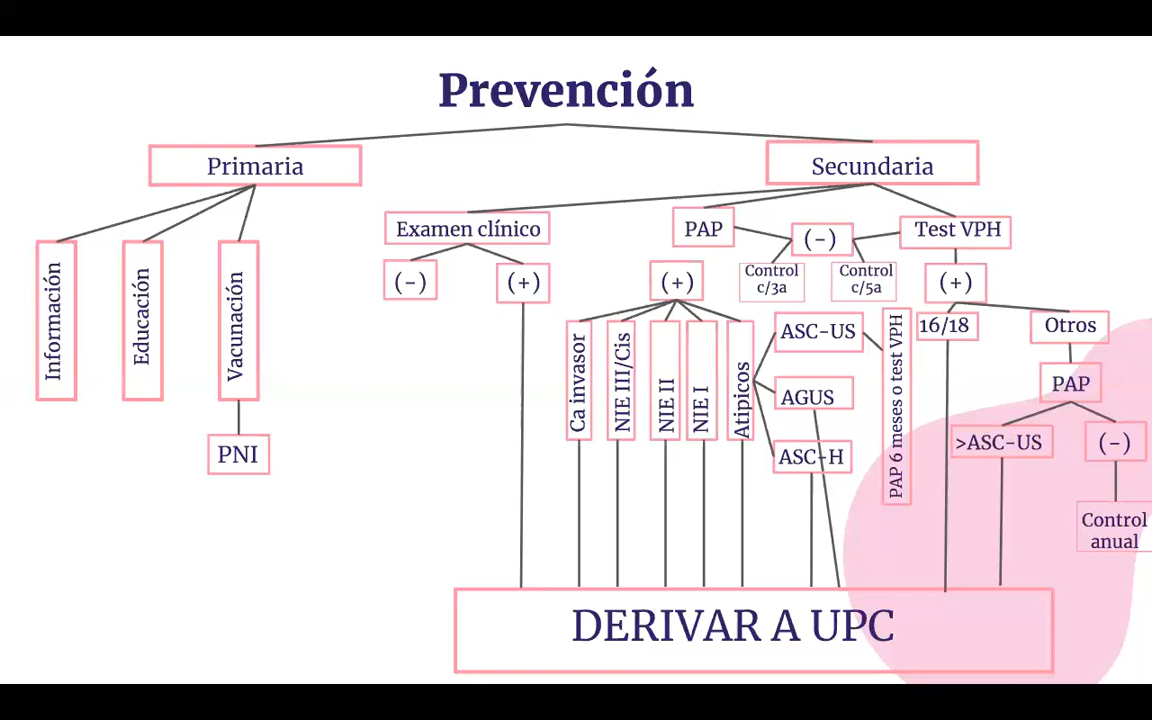 Prevención
Primaria
Secundaria
Examen clínico
PAP
(-)
Test VPH
(-)
(+)
(+)
Control
c/3a
Control
c/5a
(+)
Información
Educación
Vacunación
PNI
Ca invasor
NIE III/Cis
NIE II
NIE I
Atipicos
ASC-US
AGUS
ASC-H
PAP 6 meses o test VPH
16/18
Otros
PAP
>ASC-US
(-)
Control
anual
DERIVAR A UPC